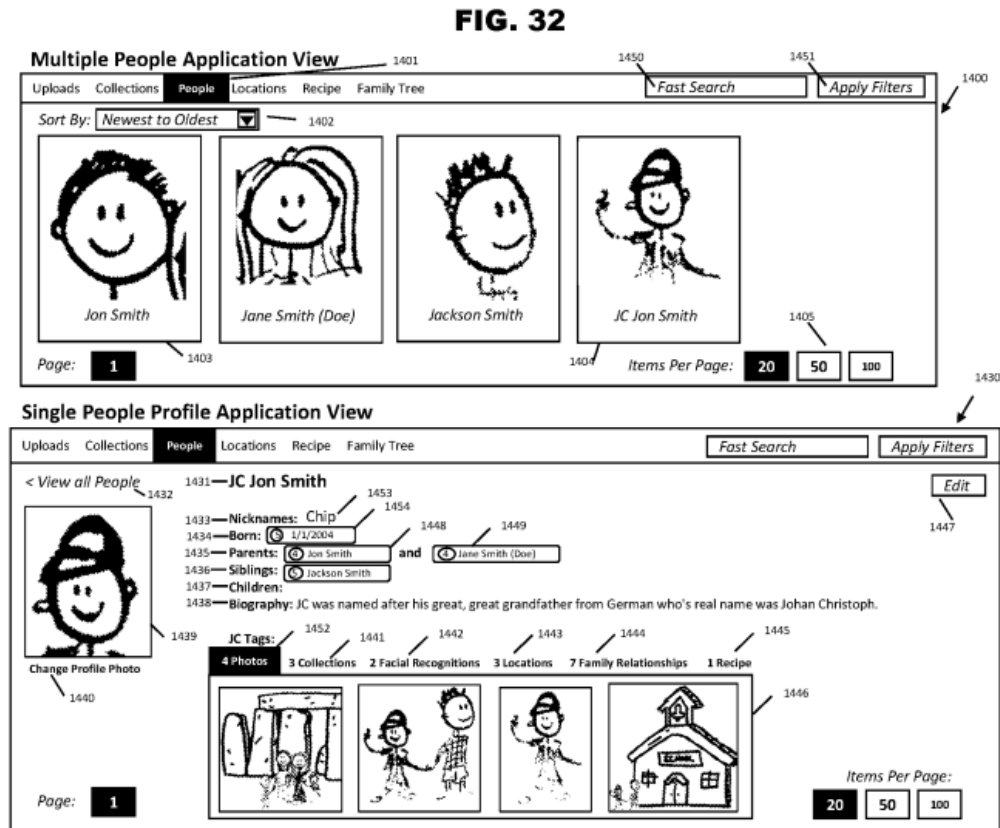 FIG. 32
Multiple People Application View
1401
1450
1451
1400
Uploads Collections People Locations Recipe Family Tree Fast Search Apply Filters
Sort By: Newest to Oldest 1402
Jon Smith Jane Smith (Doe) Jackson Smith JC Jon Smith
1403 1404 1405
Page: 1 Items Per Page: 20 50 100
1430
Single People Profile Application View
Uploads Collections People Locations Recipe Family Tree Fast Search Apply Filters
< View all People 1432
1431 JC Jon Smith Edit
1447
1433 Nicknames: Chip 1453
1434 Born: 5 1/1/2004 1454
1435 Parents: 4 Jon Smith 1448 and 4 Jane Smith (Doe) 1449
1436 Siblings: 5 Jackson Smith
1437 Children:
1438 Biography: JC was named after his great, great grandfather from German who's real name was Johan Christoph.
1439
Change Profile Photo
1440
JC Tags: 1452 1441 1442 1443 1444 1445
4 Photos 3 Collections 2 Facial Recognitions 3 Locations 7 Family Relationships 1 Recipe
1446
SCHOOL
Items Per Page:
Page: 1 20 50 100